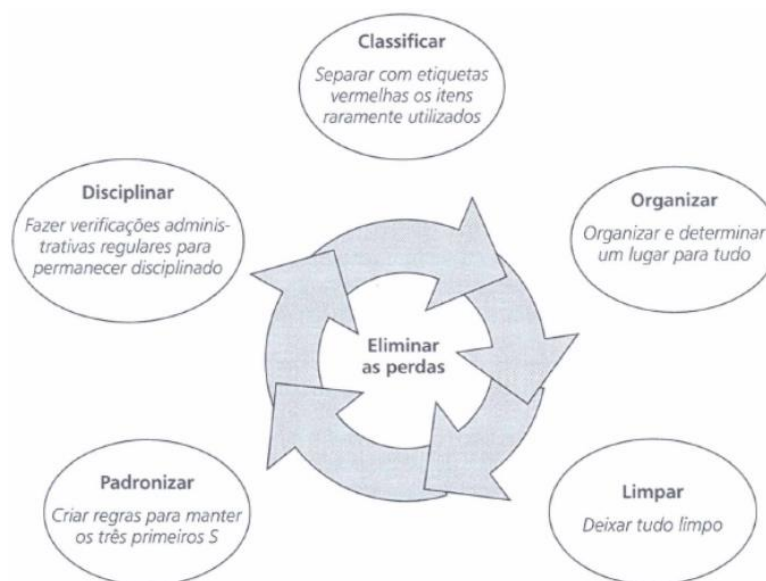 Classificar
Separar com etiquetas
vermelhas os itens
raramente utilizados
Organizar
Organizar e determinar
um lugar para tudo
Limpar
Deixar tudo limpo
Padronizar
Criar regras para manter
os três primeiros S
Disciplinar
Fazer verificações adminis-
trativas regulares para
permanecer disciplinado
Eliminar
as perdas